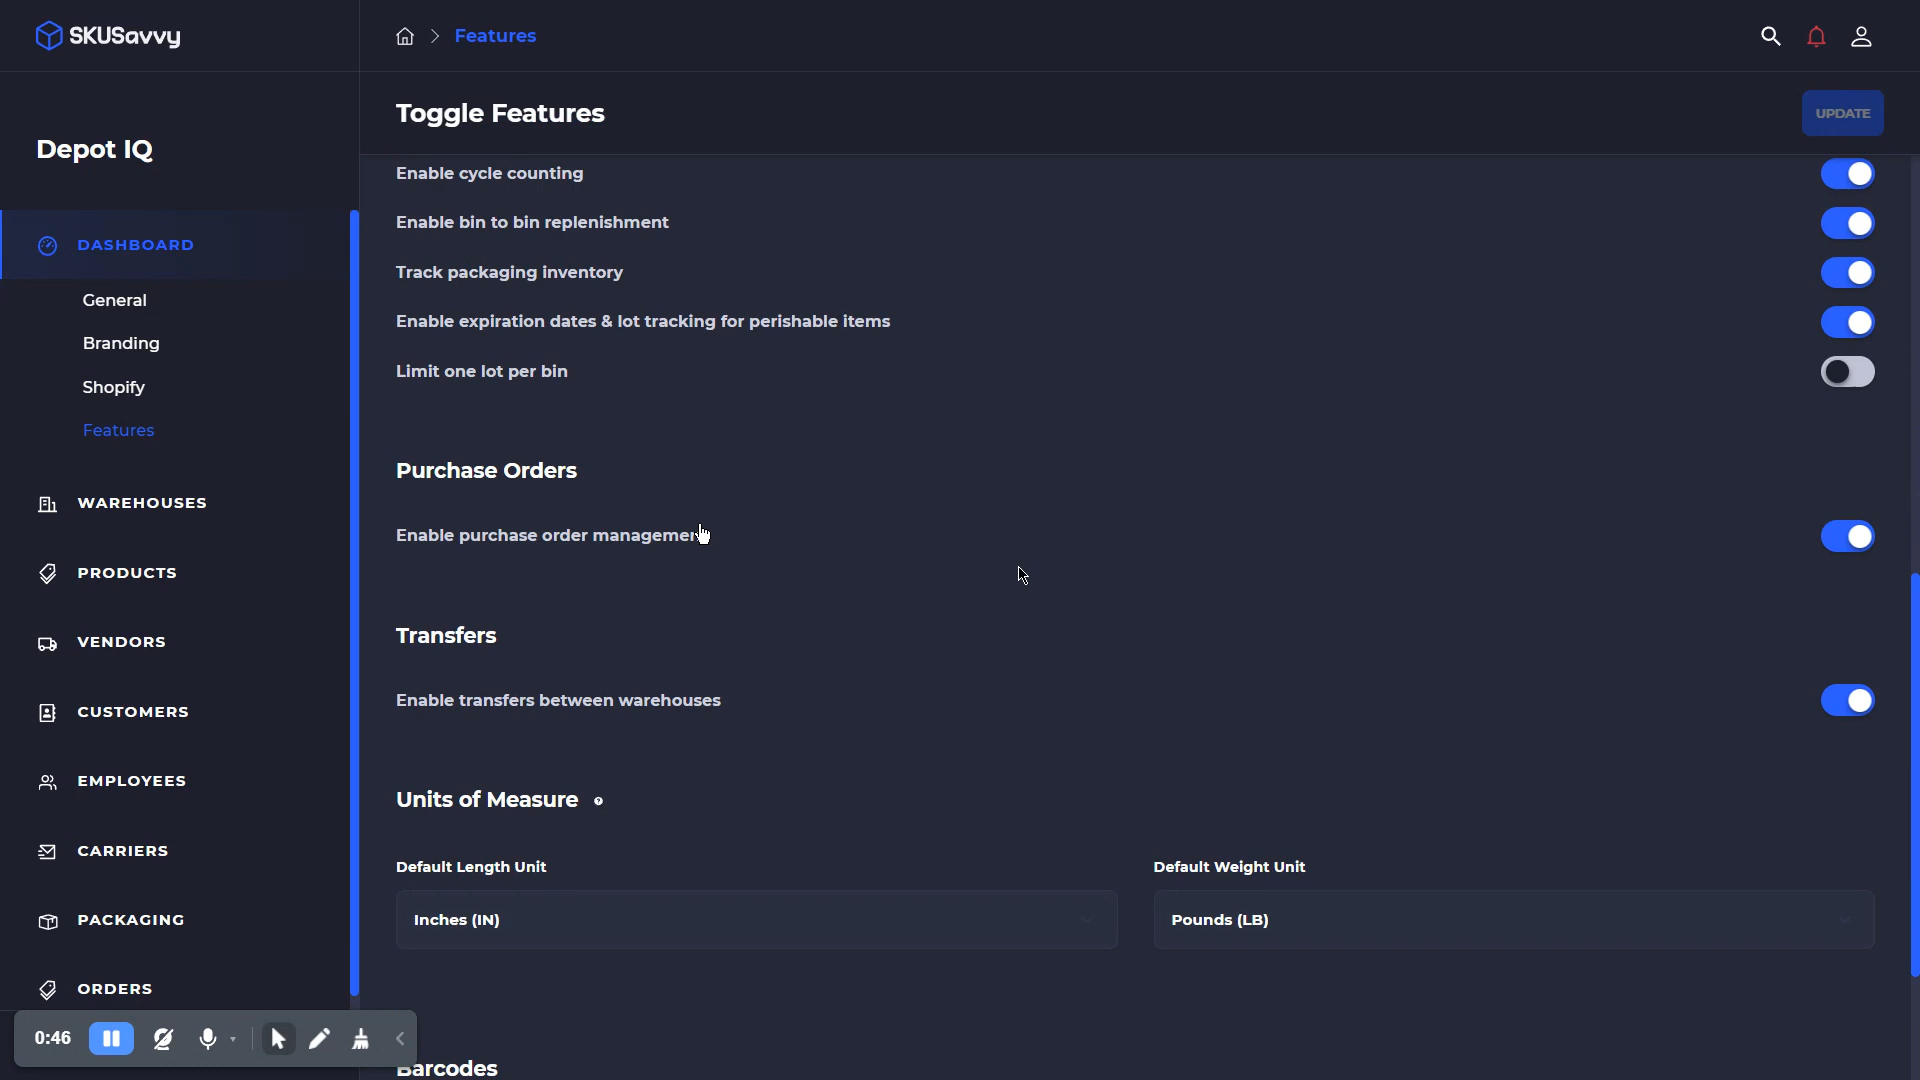 SKUSavvy
Features
Toggle Features
UPDATE
Depot IQ
DASHBOARD
General
Branding
Shopify
Features
WAREHOUSES
PRODUCTS
VENDORS
CUSTOMERS
EMPLOYEES
CARRIERS
PACKAGING
ORDERS
Enable cycle counting
Enable bin to bin replenishment
Track packaging inventory
Enable expiration dates & lot tracking for perishable items
Limit one lot per bin
Purchase Orders
Enable purchase order management
Transfers
Enable transfers between warehouses
Units of Measure ?
Default Length Unit
Default Weight Unit
Inches (IN)
Pounds (LB)
Barcodes
0:46